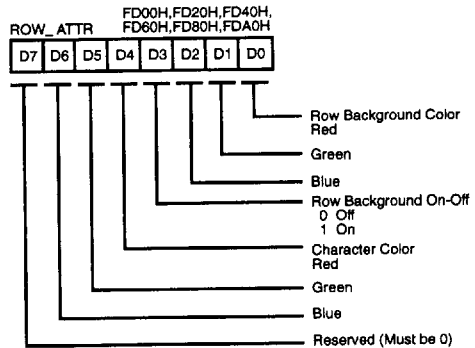 FD00H,FD20H,FD40H,
ROW_ ATTR FD60H,FD80H,FDA0H
D7 D6 D5 D4 D3 D2 D1 D0
Row Background Color
Red
Green
Blue
Row Background On-Off
0 Off
1 On
Character Color
Red
Green
Blue
Reserved (Must be 0)